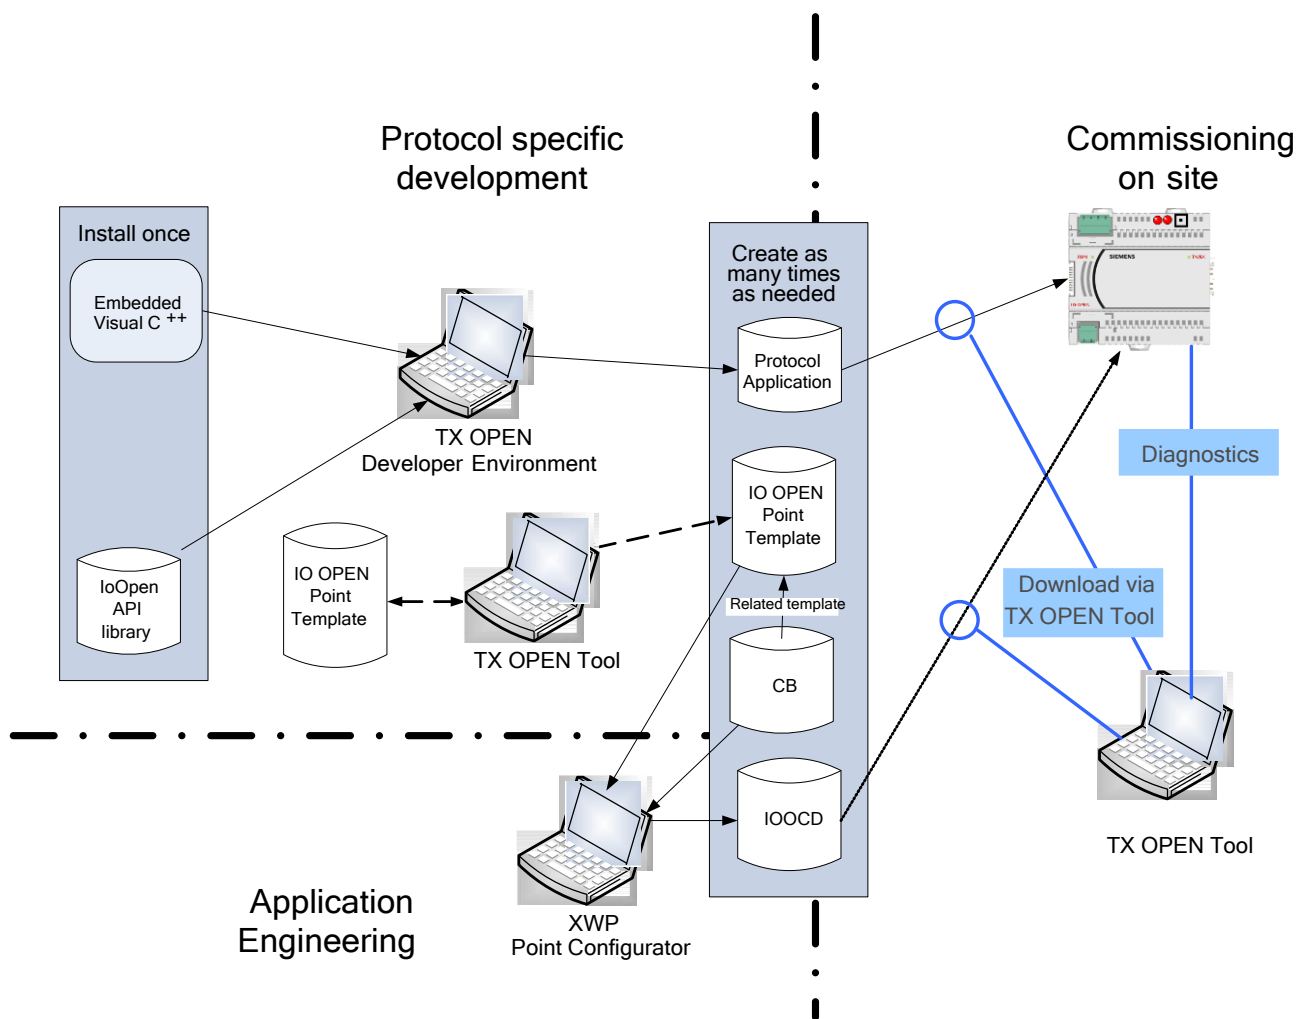 Protocol specific
development
Commissioning
on site
Install once
Embedded
Visual C ++
Create as
many times
as needed
SIEMENS
Protocol
Application
TX OPEN
Developer Environment
Diagnostics
IO OPEN
Point
Template
IO OPEN
Point
Template
IoOpen
API
library
Related template
Download via
TX OPEN Tool
TX OPEN Tool
CB
IOOCD
TX OPEN Tool
Application
Engineering
XWP
Point Configurator